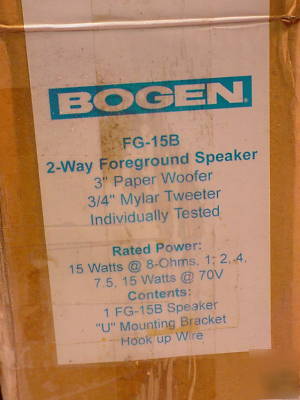 BOGEN
FG-15B
2-Way Foreground Speaker
3" Paper Woofer
3/4" Mylar Tweeter
Individually Tested
Rated Power:
15 Watts @ 8-Ohms, 1; 2, 4,
7.5, 15 Watts @ 70V
Contents:
1 FG-15B Speaker
"U" Mounting Bracket
Hook up Wire